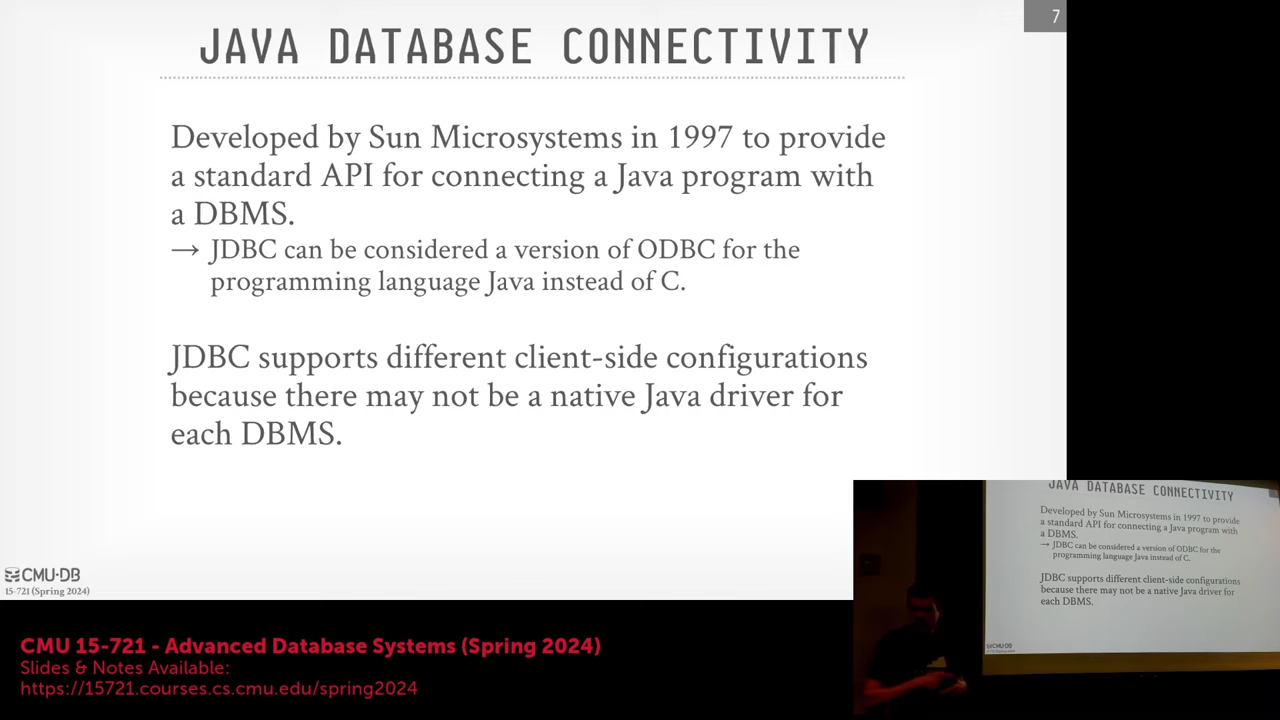 7
JAVA DATABASE CONNECTIVITY
Developed by Sun Microsystems in 1997 to provide
a standard API for connecting a Java program with
a DBMS.
→ JDBC can be considered a version of ODBC for the
programming language Java instead of C.
JDBC supports different client-side configurations
because there may not be a native Java driver for
each DBMS.
CMU·DB
15-721 (Spring 2024)
JAVA DATABASE CONNECTIVITY
Developed by Sun Microsystems in 1997 to provide
a standard API for connecting a Java program with
a DBMS.
→ JDBC can be considered a version of ODBC for the
programming language Java instead of C.
JDBC supports different client-side configurations
because there may not be a native Java driver for
each DBMS.
CMU·DB
CMU 15-721 - Advanced Database Systems (Spring 2024)
Slides & Notes Available:
https://15721.courses.cs.cmu.edu/spring2024